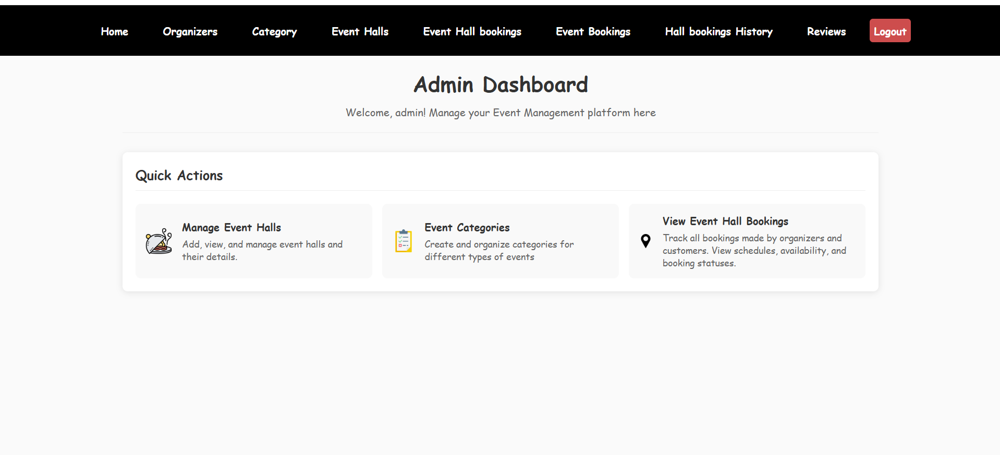 Home Organizers Category Event Halls Event Hall bookings Event Bookings Hall bookings History Reviews Logout
Admin Dashboard
Welcome, admin! Manage your Event Management platform here
Quick Actions
Manage Event Halls
Add, view, and manage event halls and
their details.
Event Categories
Create and organize categories for
different types of events
View Event Hall Bookings
Track all bookings made by organizers and
customers. View schedules, availability, and
booking statuses.